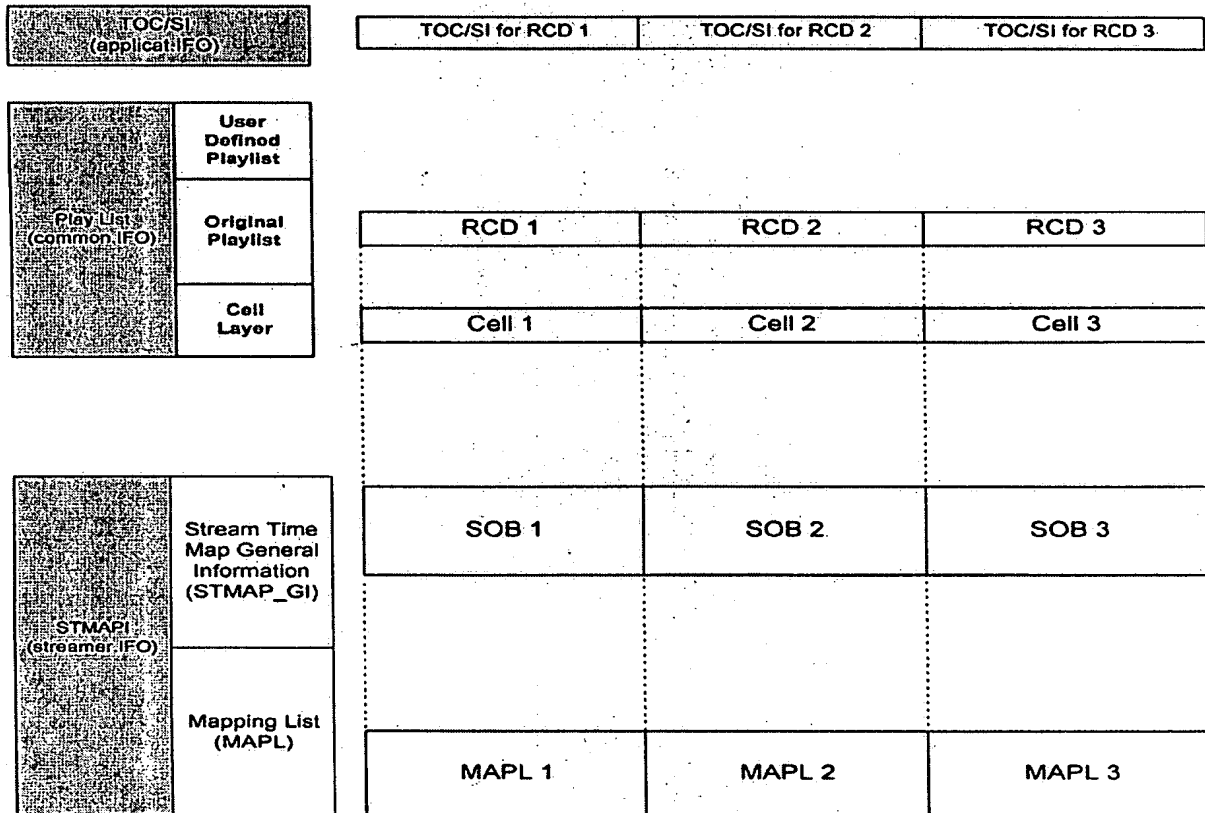 TOC/SI
(applicat.IFO)
TOC/SI for RCD 1
TOC/SI for RCD 2
TOC/SI for RCD 3
User
Defined
Playlist
Play List
(common.IFO)
Original
Playlist
RCD 1
RCD 2
RCD 3
Cell
Layer
Cell 1
Cell 2
Cell 3
Stream Time
Map General
Information
(STMAP_GI)
SOB 1
SOB 2
SOB 3
STMAPI
(streamer.IFO)
Mapping List
(MAPL)
MAPL 1
MAPL 2
MAPL 3